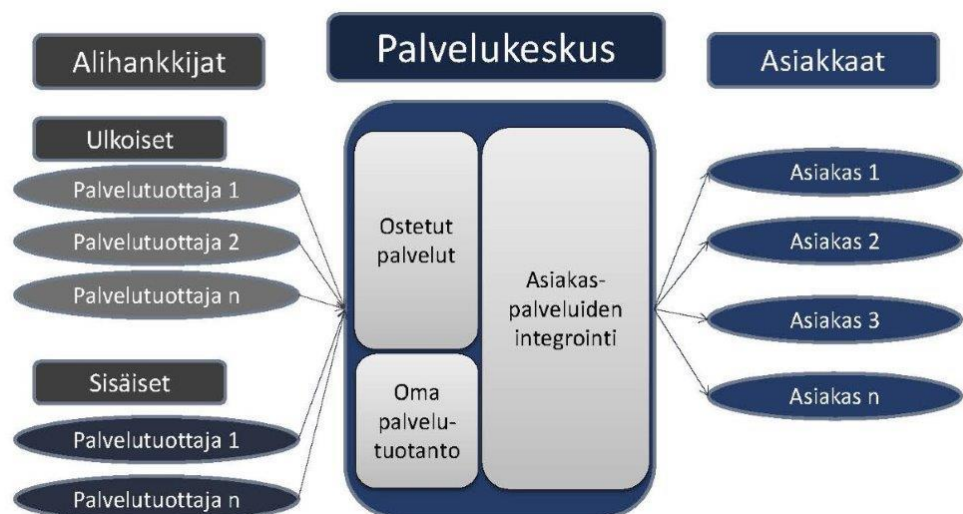 Alihankkijat
Ulkoiset
Palvelutuottaja 1
Palvelutuottaja 2
Palvelutuottaja n
Sisäiset
Palvelutuottaja 1
Palvelutuottaja n
Palvelukeskus
Ostetut
palvelut
Oma
palvelu-
tuotanto
Asiakas-
palveluiden
integrointi
Asiakkaat
Asiakas 1
Asiakas 2
Asiakas 3
Asiakas n